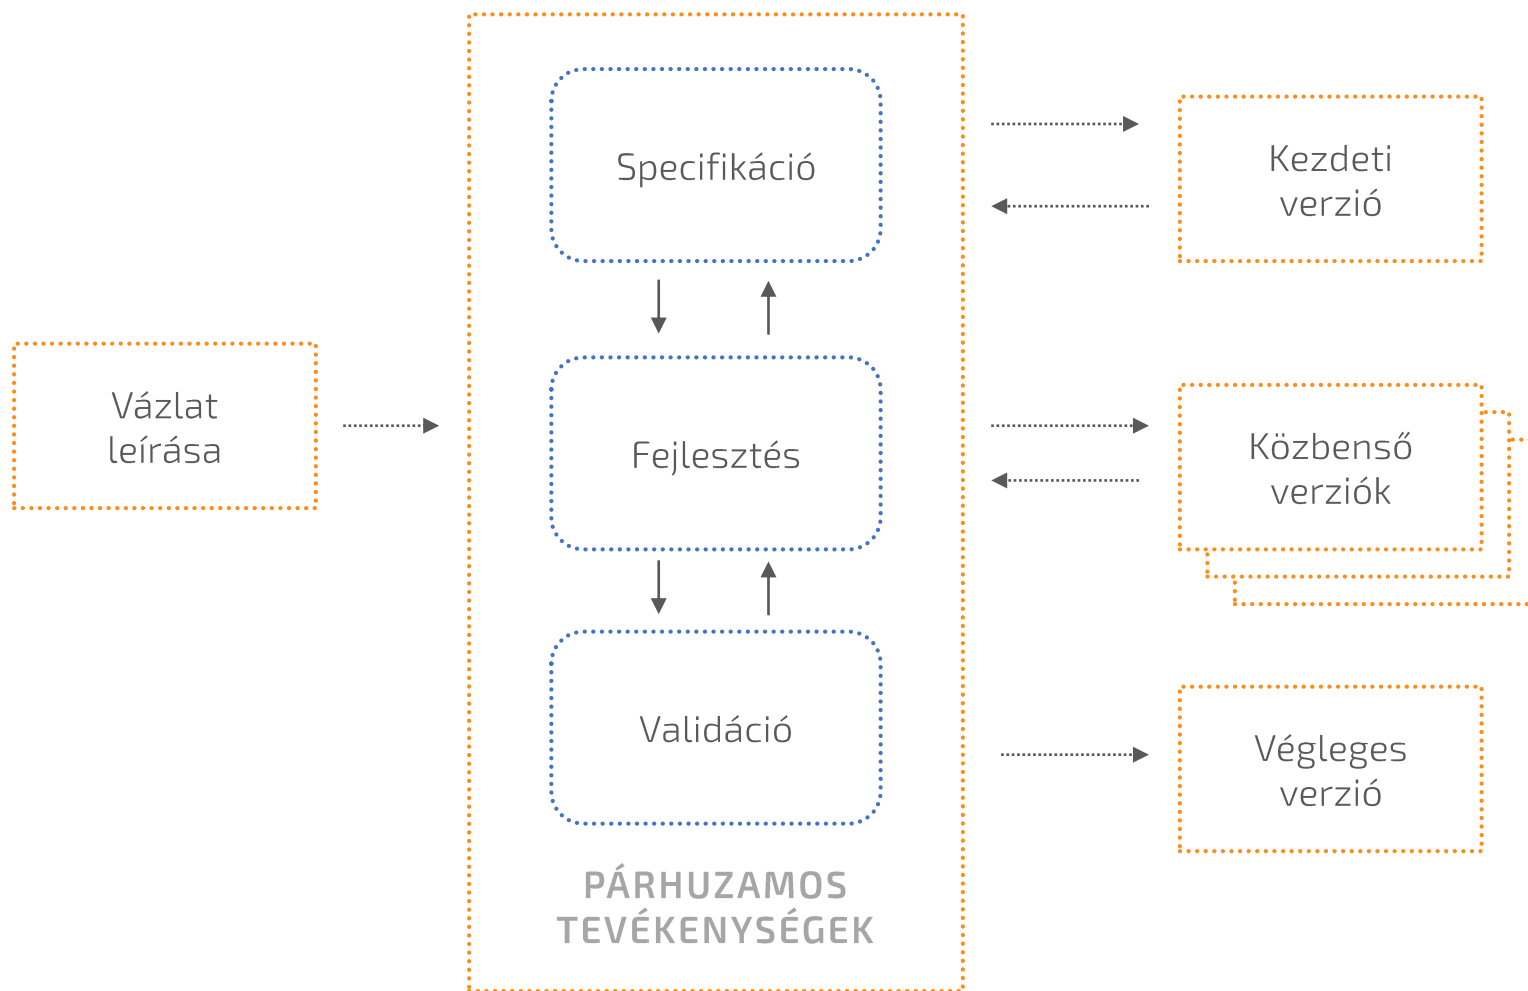 Vázlat
leírása
Specifikáció
Fejlesztés
Validáció
PÁRHUZAMOS
TEVÉKENYSÉGEK
Kezdeti
verzió
Közbenső
verziók
Végleges
verzió